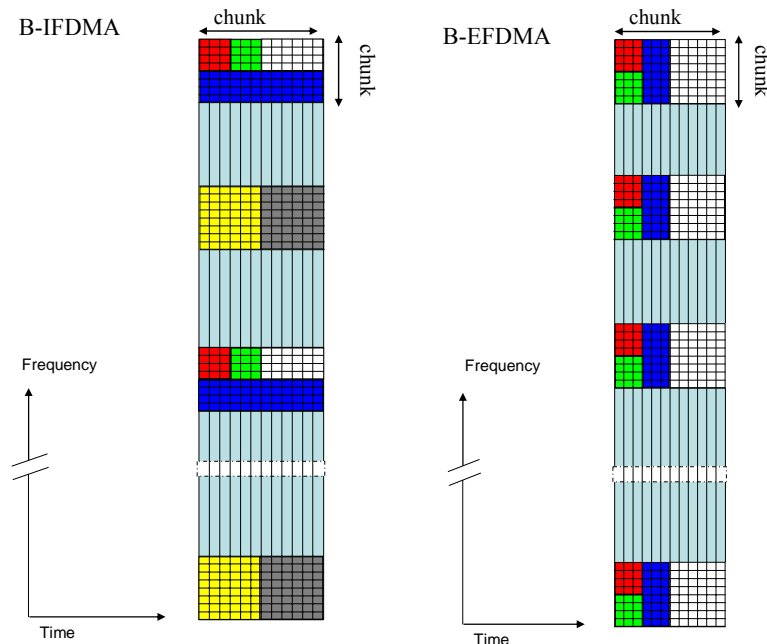 B-IFDMA
chunk
chunk
Frequency
Time
B-EFDMA
chunk
chunk
Frequency
Time